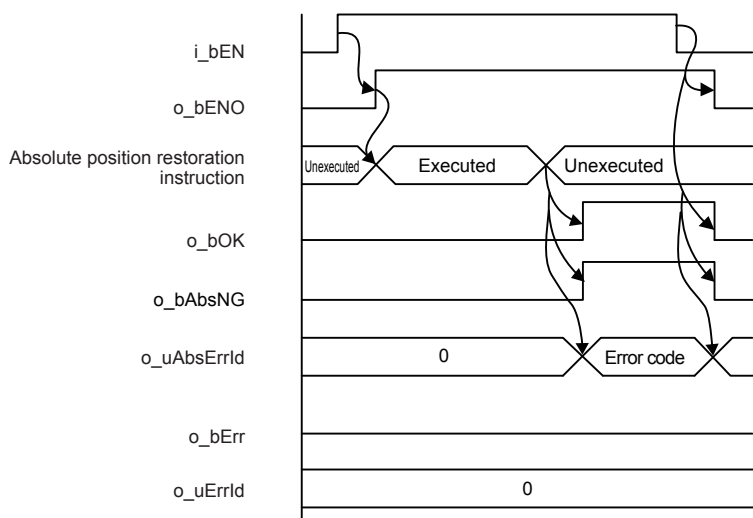 i_bEN
o_bENO
Absolute position restoration
instruction
Unexecuted
Executed
Unexecuted
o_bOK
o_bAbsNG
o_uAbsErrId
0
Error code
o_bErr
o_uErrId
0